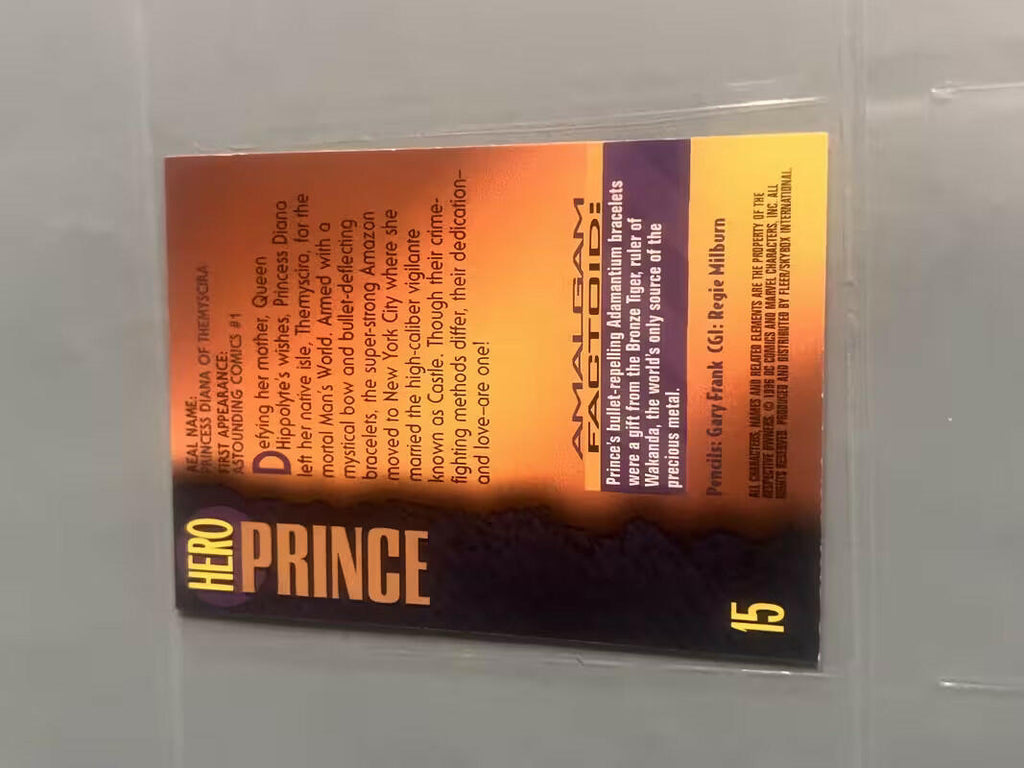 HERO
PRINCE
REAL NAME:
PRINCESS DIANA OF THEMYSCIRA
FIRST APPEARANCE:
ASTOUNDING COMICS #1
Defying her mother, Queen
Hippolyte's wishes, Princess Diana
left her native isle, Themyscira, for the
mortal Man's World. Armed with a
mystical bow and bullet-deflecting
bracelets, the super-strong Amazon
moved to New York City where she
married the high-caliber vigilante
known as Castle. Though their crime-
fighting methods differ, their dedication–
and love–are one!
AMALGAM
FACTOID:
Prince's bullet-repelling Adamantium bracelets
were a gift from the Bronze Tiger, ruler of
Wakanda, the world's only source of the
precious metal.
Pencils: Gary Frank CGI: Regie Milburn
ALL CHARACTERS, NAMES AND RELATED ELEMENTS ARE THE PROPERTY OF THE
RESPECTIVE OWNERS. © 1996 DC COMICS AND MARVEL CHARACTERS, INC. ALL
RIGHTS RESERVED. PRODUCED AND DISTRIBUTED BY FLEER/SKYBOX INTERNATIONAL.
15